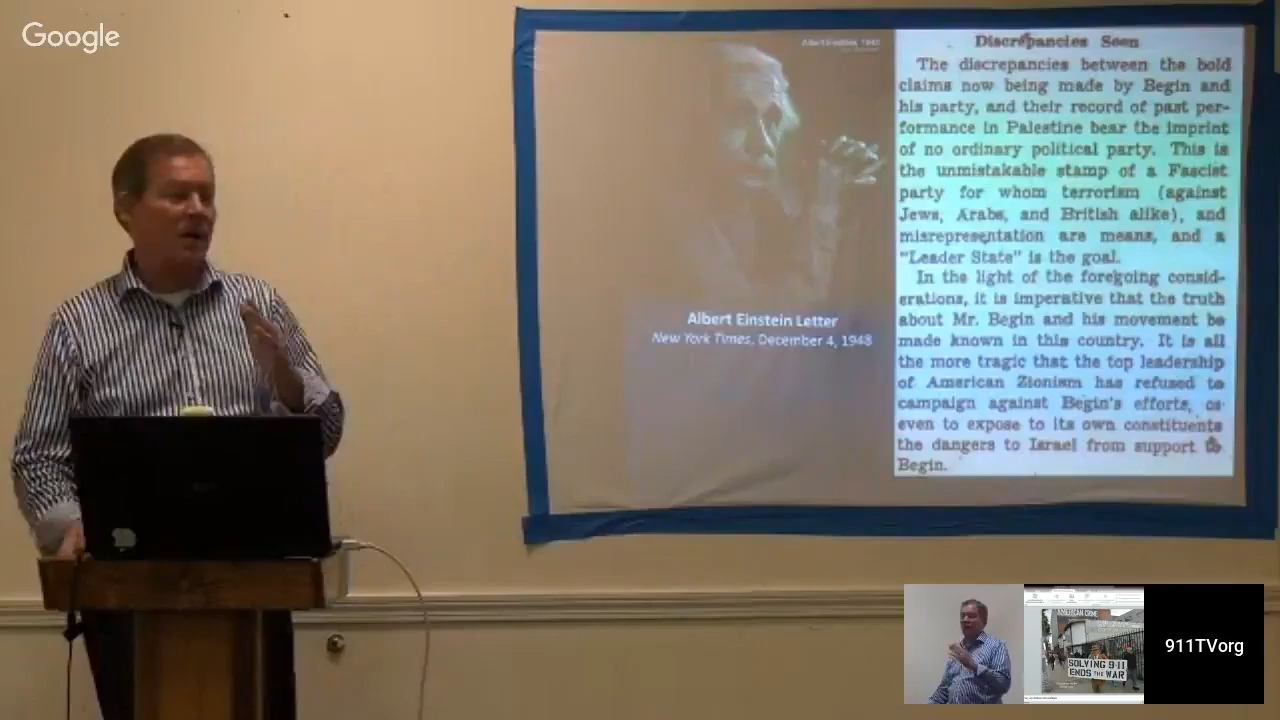 Google
Albert Einstein, 1948
Discrepancies Seen
The discrepancies between the bold
claims now being made by Begin and
his party, and their record of past per-
formance in Palestine bear the imprint
of no ordinary political party. This is
the unmistakable stamp of a Fascist
party for whom terrorism (against
Jews, Arabs, and British alike), and
misrepresentation are means, and a
"Leader State" is the goal.
In the light of the foregoing consid-
erations, it is imperative that the truth
about Mr. Begin and his movement be
made known in this country. It is all
the more tragic that the top leadership
of American Zionism has refused to
campaign against Begin's efforts, or
even to expose to its own constituents
the dangers to Israel from support to
Begin.
Albert Einstein Letter
New York Times, December 4, 1948
AMERICAN CRIME
SOLVING 9-11
ENDS THE WAR
911TVorg